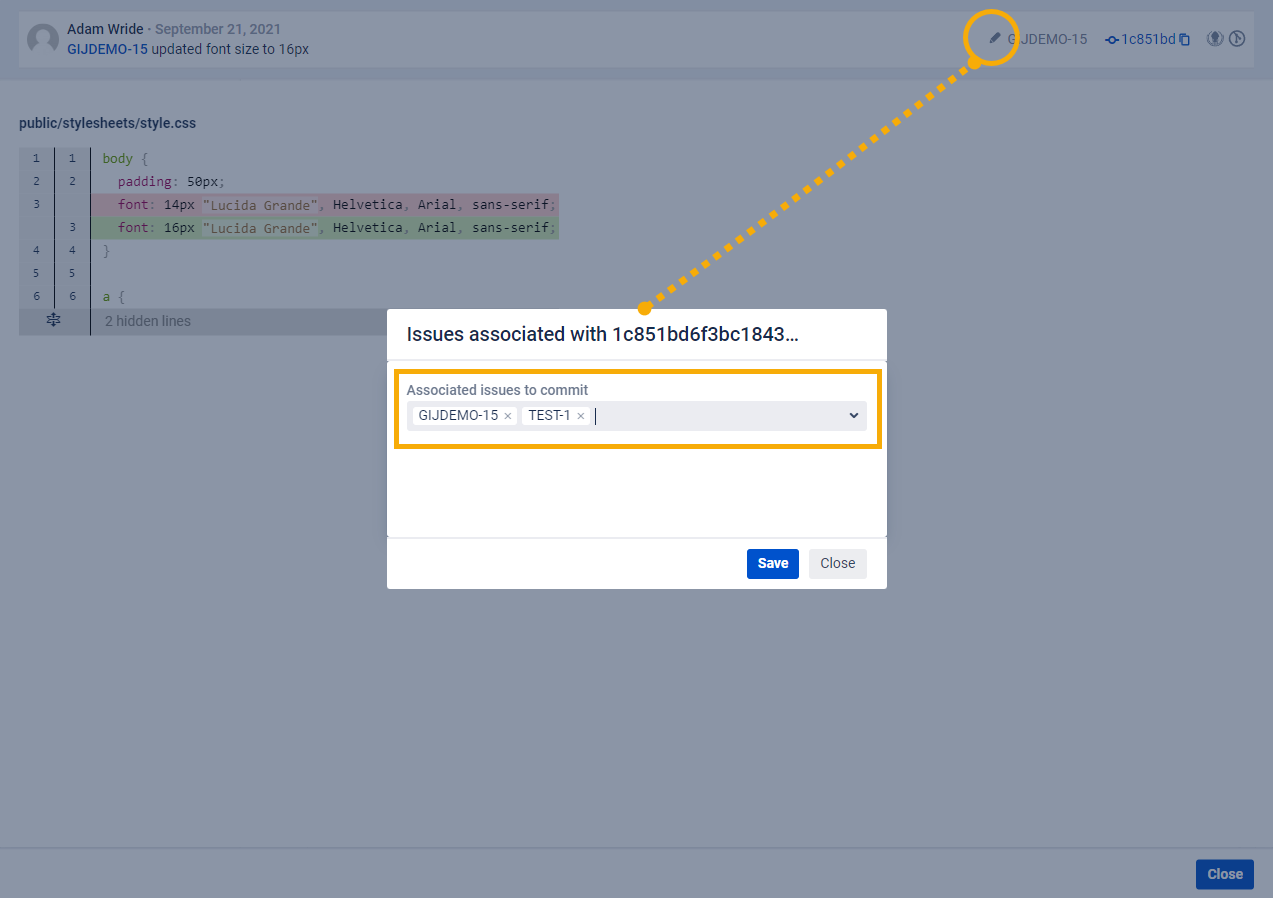 Adam Wride · September 21, 2021
GIJDEMO-15 updated font size to 16px
GIJDEMO-15 1c851bd
public/stylesheets/style.css
1 1 body {
2 2 padding: 50px;
3 font: 14px "Lucida Grande", Helvetica, Arial, sans-serif;
3 font: 16px "Lucida Grande", Helvetica, Arial, sans-serif;
4 4 }
5 5
6 6 a {
2 hidden lines
Issues associated with 1c851bd6f3bc1843...
Associated issues to commit
GIJDEMO-15 × TEST-1 ×
Save Close
Close